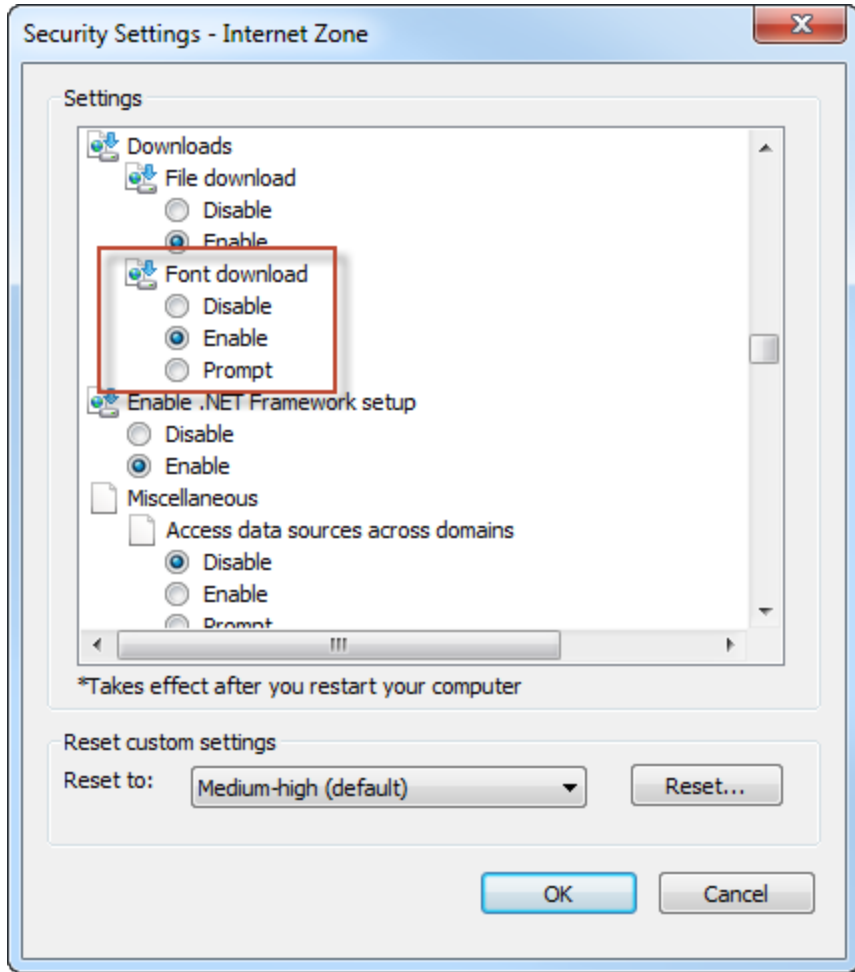 Security Settings - Internet Zone
Settings
Downloads
File download
Disable
Enable
Font download
Disable
Enable
Prompt
Enable .NET Framework setup
Disable
Enable
Miscellaneous
Access data sources across domains
Disable
Enable
Prompt
*Takes effect after you restart your computer
Reset custom settings
Reset to:
Medium-high (default)
Reset...
OK
Cancel